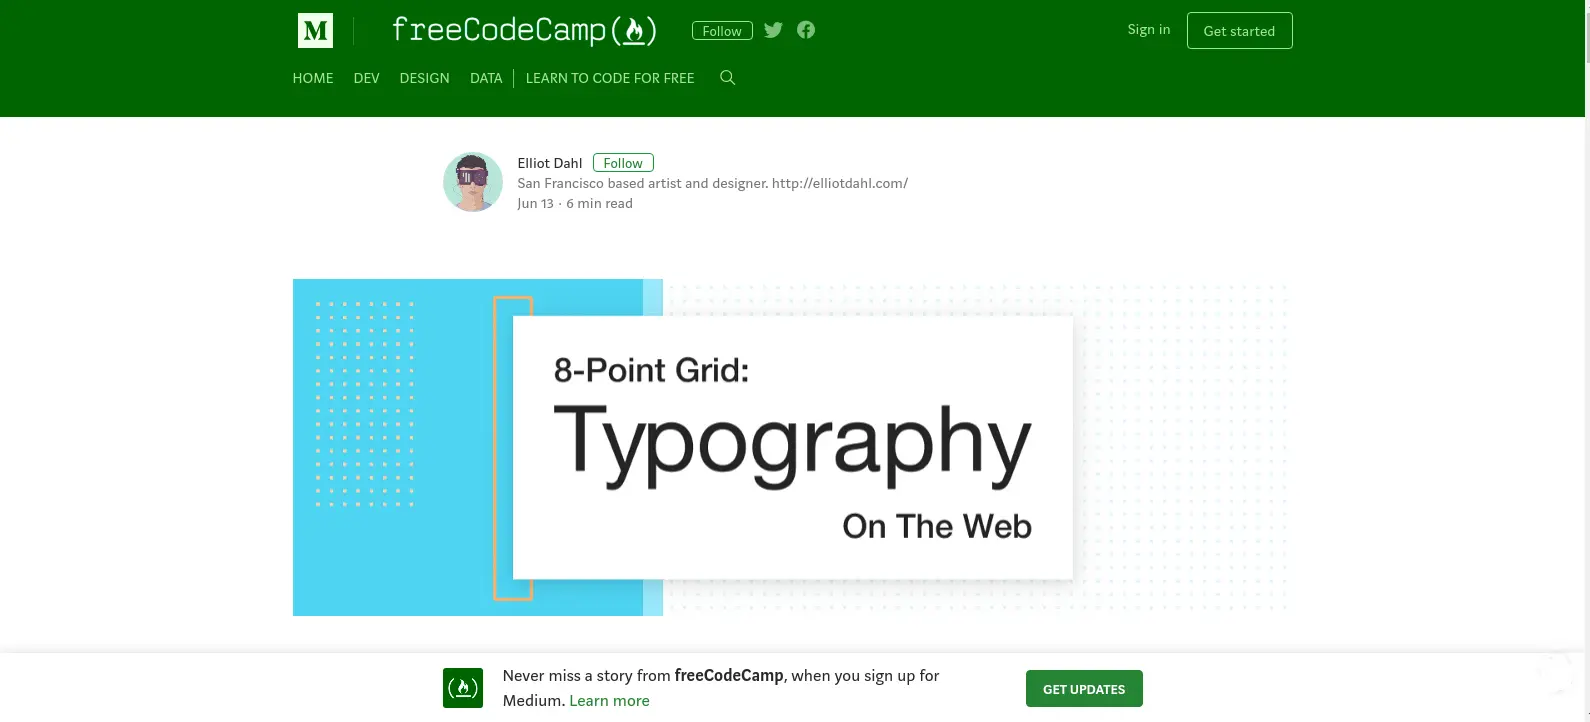 M
freeCodeCamp(🔥)
Follow
Sign in
Get started
HOME DEV DESIGN DATA LEARN TO CODE FOR FREE
Elliot Dahl Follow
San Francisco based artist and designer. http://elliotdahl.com/
Jun 13 · 6 min read
8-Point Grid:
Typography
On The Web
Never miss a story from freeCodeCamp, when you sign up for
Medium. Learn more
GET UPDATES